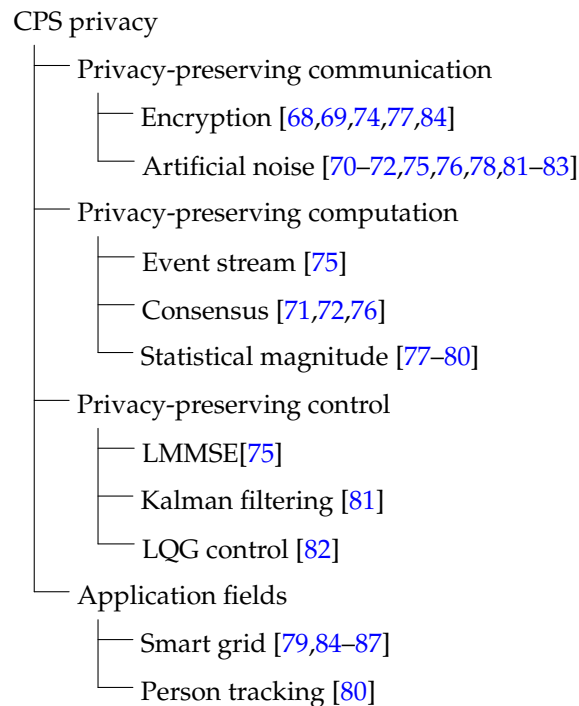 CPS privacy
Privacy-preserving communication
Encryption [68,69,74,77,84]
Artificial noise [70–72,75,76,78,81–83]
Privacy-preserving computation
Event stream [75]
Consensus [71,72,76]
Statistical magnitude [77–80]
Privacy-preserving control
LMMSE[75]
Kalman filtering [81]
LQG control [82]
Application fields
Smart grid [79,84–87]
Person tracking [80]